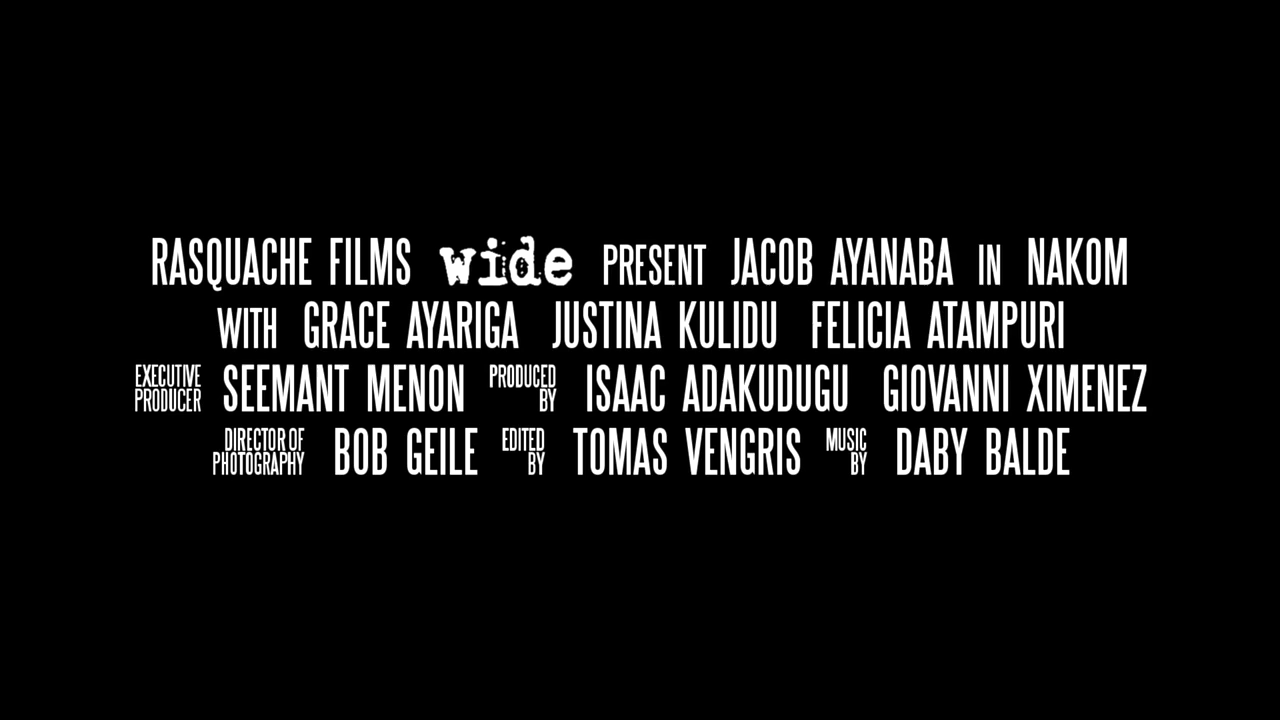 RASQUACHE FILMS wide PRESENT JACOB AYANABA IN NAKOM
WITH GRACE AYARIGA JUSTINA KULIDU FELICIA ATAMPURI
EXECUTIVE PRODUCER SEEMANT MENON PRODUCED BY ISAAC ADAKUDUGU GIOVANNI XIMENEZ
DIRECTOR OF PHOTOGRAPHY BOB GEILE EDITED BY TOMAS VENGRIS MUSIC BY DABY BALDE